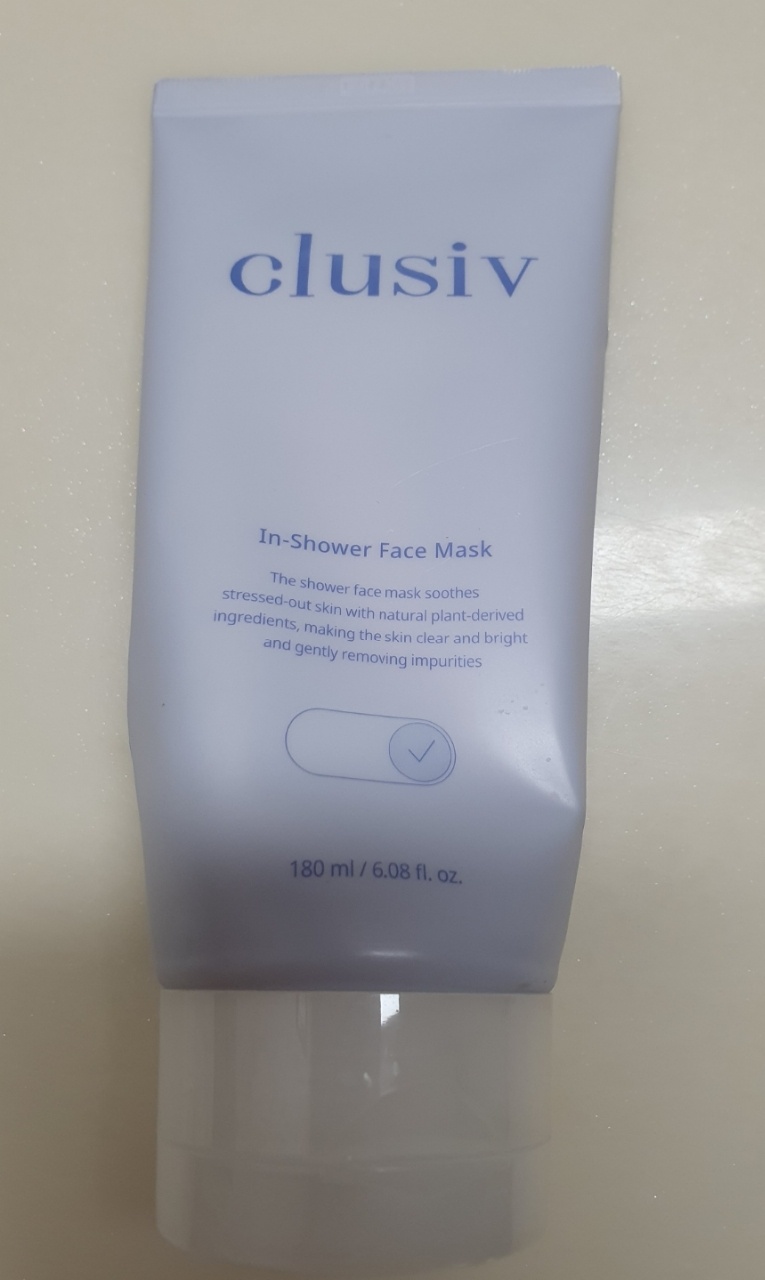 clusiv
In-Shower Face Mask
The shower face mask soothes
stressed-out skin with natural plant-derived
ingredients, making the skin clear and bright
and gently removing impurities
180 ml / 6.08 fl. oz.